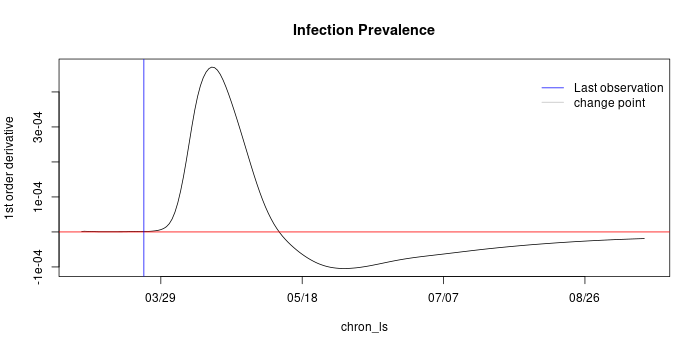 Infection Prevalence
1st order derivative
3e-04
1e-04
-1e-04
Last observation
change point
03/29
05/18
07/07
08/26
chron_ls